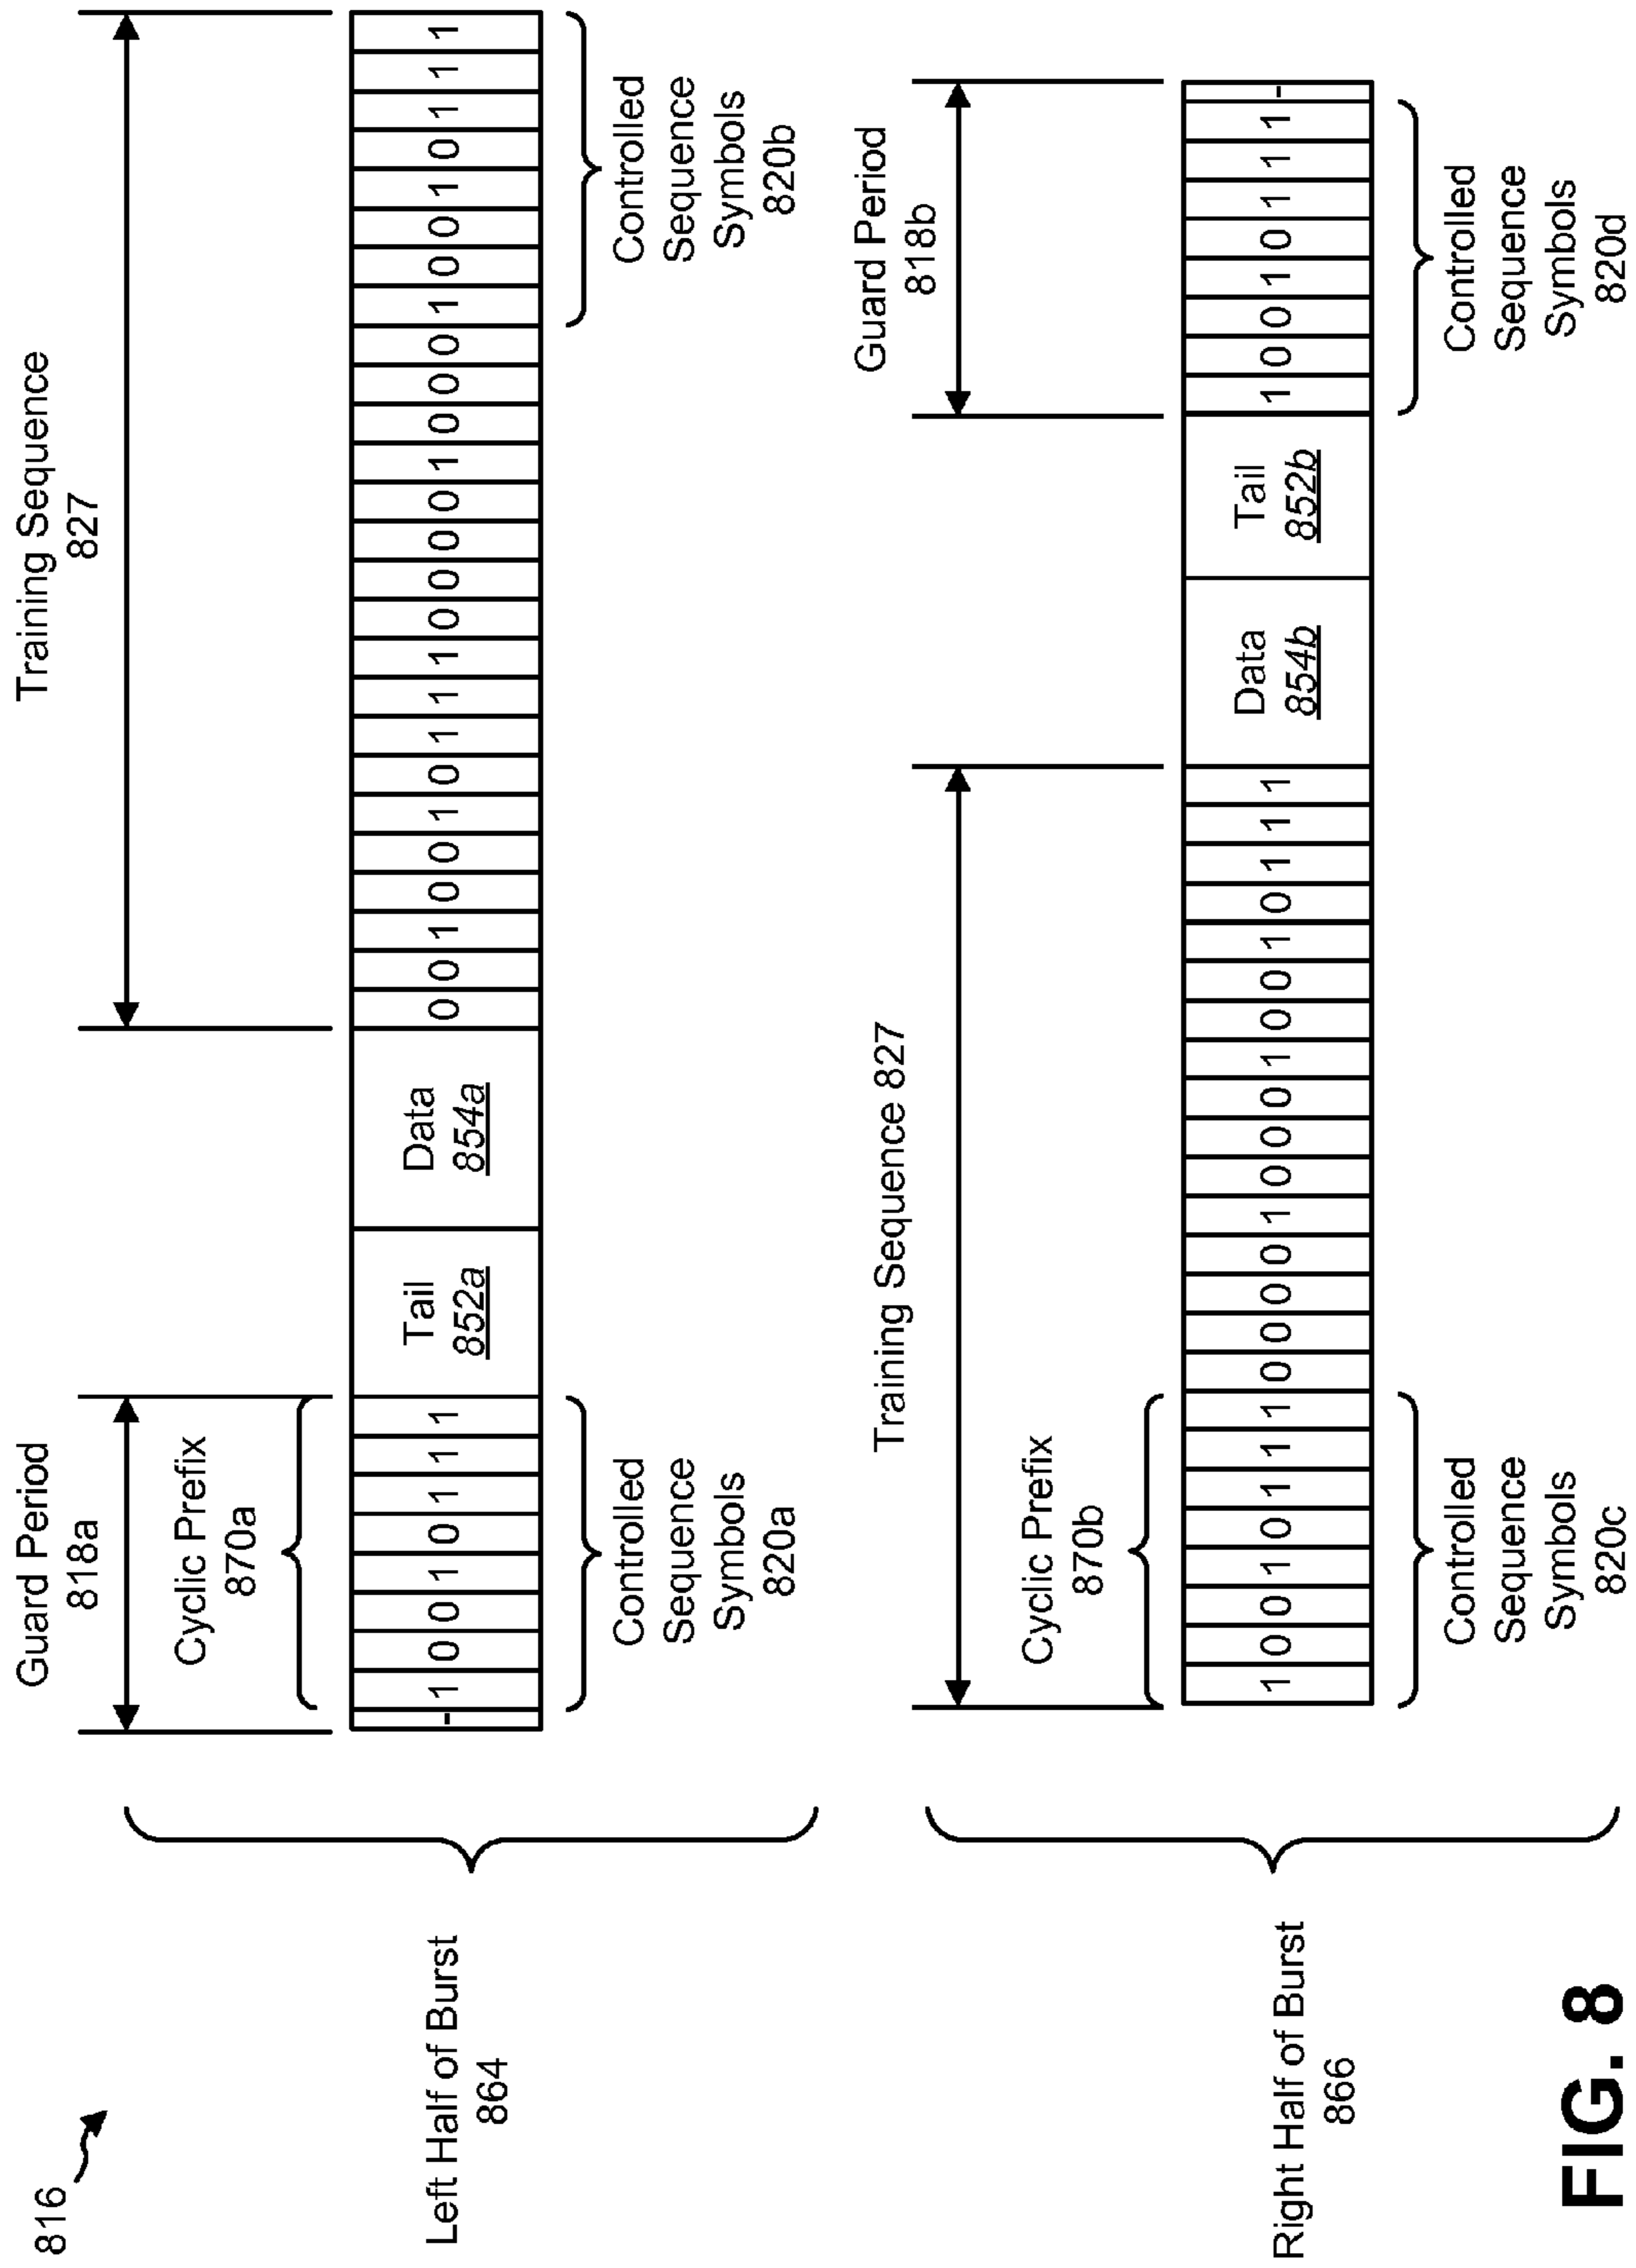 816
Guard Period
818a
Training Sequence
827
Cyclic Prefix
870a
Left Half of Burst
864
- 1 0 0 1 0 1 1 1 Tail Data 0 0 1 0 0 1 0 1 1 1 0 0 0 0 1 0 0 0 1 0 0 1 0 1 1 1
852a 854a
Controlled
Sequence
Symbols
820a
Controlled
Sequence
Symbols
820b
Training Sequence 827
Guard Period
818b
Cyclic Prefix
870b
Right Half of Burst
866
1 0 0 1 0 1 1 1 0 0 0 0 1 0 0 0 1 0 0 1 0 1 1 1 Data Tail 1 0 0 1 0 1 1 1 -
854b 852b
Controlled
Sequence
Symbols
820c
Controlled
Sequence
Symbols
820d
FIG. 8